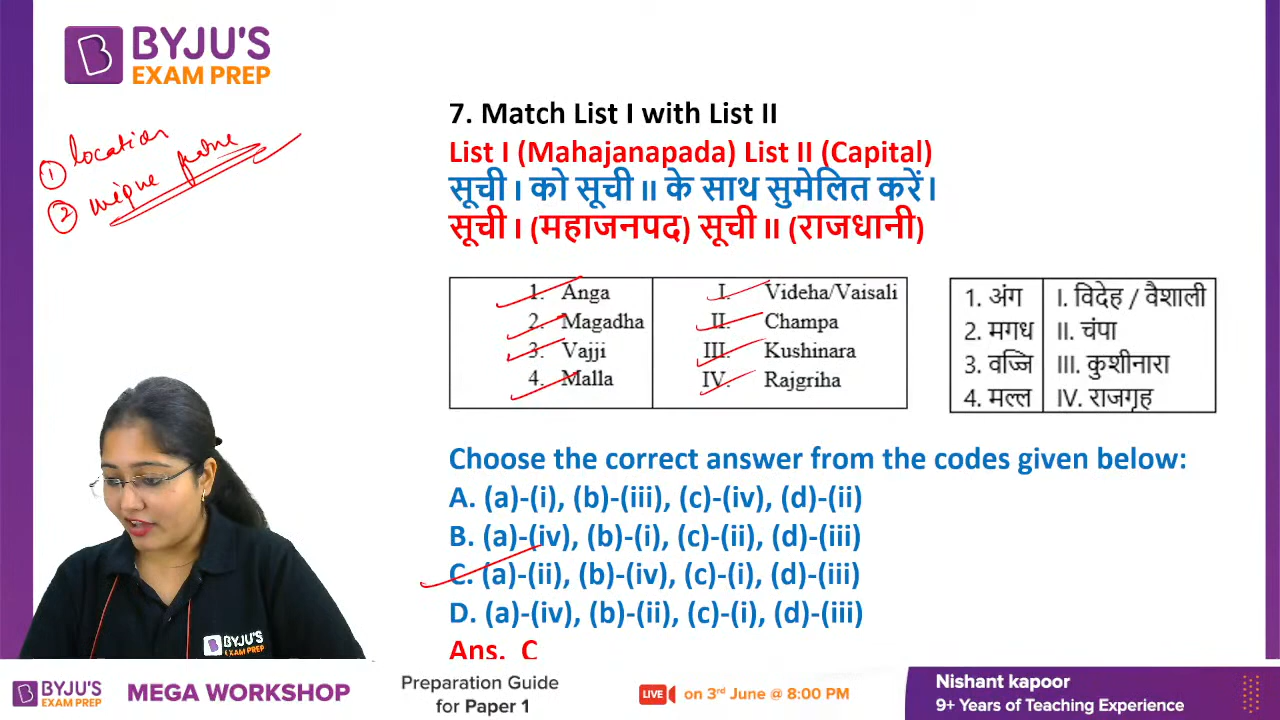 BYJU'S
EXAM PREP
① location
② unique
7. Match List I with List II
List I (Mahajanapada) List II (Capital)
सूची I को सूची II के साथ सुमेलित करें।
सूची I (महाजनपद) सूची II (राजधानी)
1. Anga I. Videha/Vaisali
2. Magadha II. Champa
3. Vajji III. Kushinara
4. Malla IV. Rajgriha
1. अंग I. विदेह / वैशाली
2. मगध II. चंपा
3. वज्जि III. कुशीनारा
4. मल्ल IV. राजगृह
Choose the correct answer from the codes given below:
A. (a)-(i), (b)-(iii), (c)-(iv), (d)-(ii)
B. (a)-(iv), (b)-(i), (c)-(ii), (d)-(iii)
C. (a)-(ii), (b)-(iv), (c)-(i), (d)-(iii)
D. (a)-(iv), (b)-(ii), (c)-(i), (d)-(iii)
Ans. C
BYJU'S
EXAM PREP
BYJU'S
EXAM PREP
MEGA WORKSHOP
Preparation Guide
for Paper 1
LIVE on 3rd June @ 8:00 PM
Nishant kapoor
9+ Years of Teaching Experience